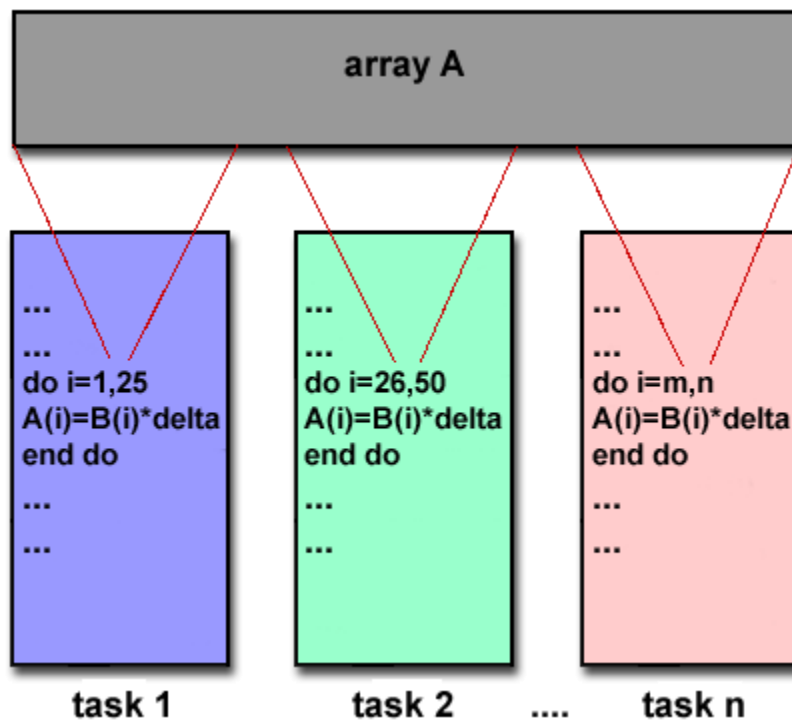 array A
...
...
do i=1,25
A(i)=B(i)*delta
end do
...
...
...
...
do i=26,50
A(i)=B(i)*delta
end do
...
...
...
...
do i=m,n
A(i)=B(i)*delta
end do
...
...
task 1 task 2 .... task n